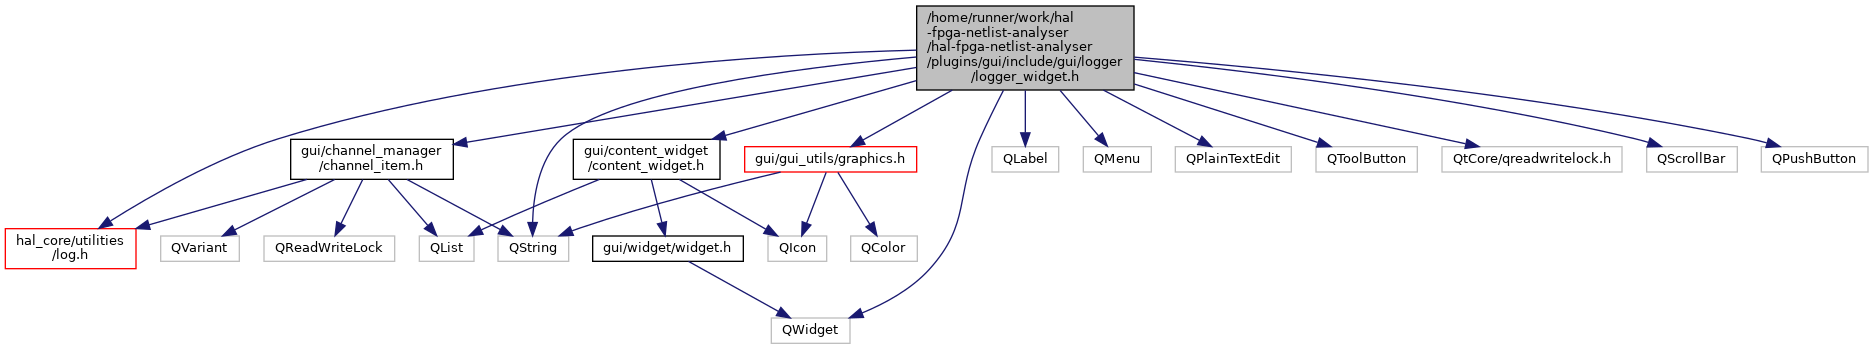 /home/runner/work/hal
-fpga-netlist-analyser
/hal-fpga-netlist-analyser
/plugins/gui/include/gui/logger
/logger_widget.h
gui/channel_manager
/channel_item.h
gui/content_widget
/content_widget.h
gui/gui_utils/graphics.h
QLabel
QMenu
QPlainTextEdit
QToolButton
QtCore/qreadwritelock.h
QScrollBar
QPushButton
hal_core/utilities
/log.h
QVariant
QReadWriteLock
QList
QString
gui/widget/widget.h
QIcon
QColor
QWidget